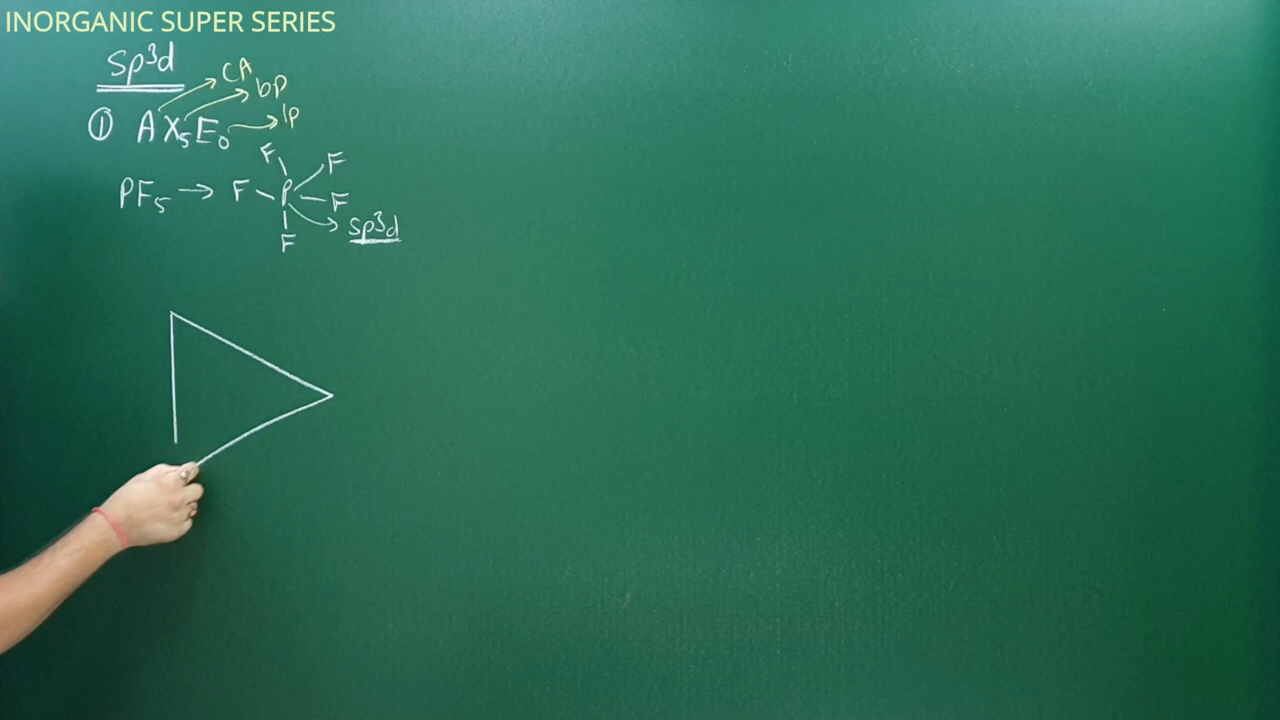 INORGANIC SUPER SERIES
sp³d
CA
bp
① AX₅E₀ lp
F F
PF₅ → F – P – F
sp³d
F